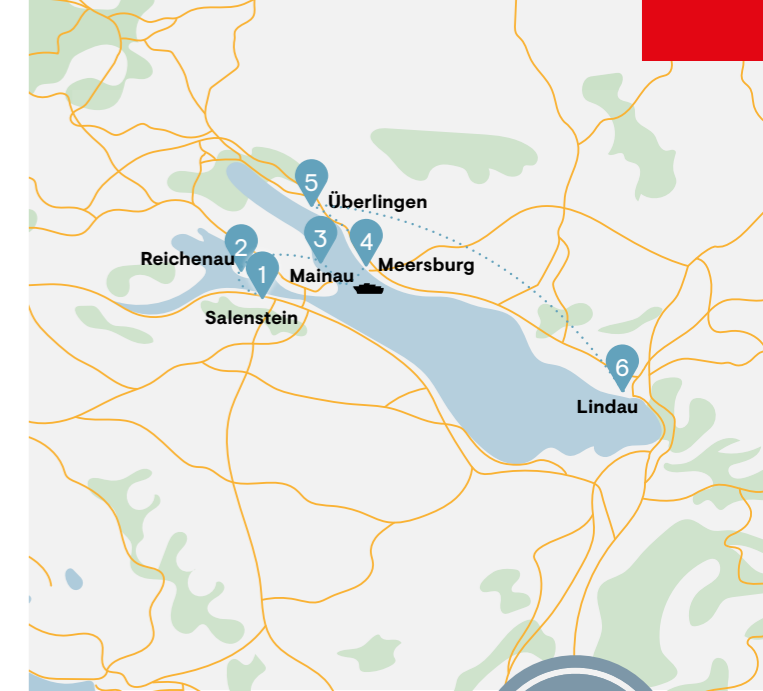 5
Überlingen
3
4
2
Reichenau
Meersburg
1
Mainau
Salenstein
6
Lindau